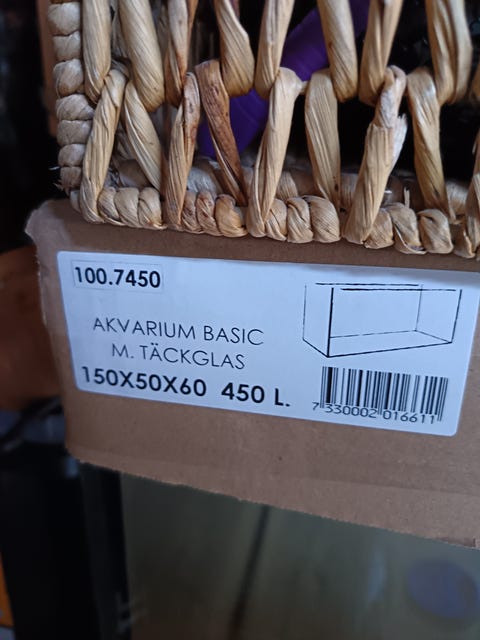 100.7450
AKVARIUM BASIC
M. TÄCKGLAS
150X50X60 450 L.
7 330002 016611